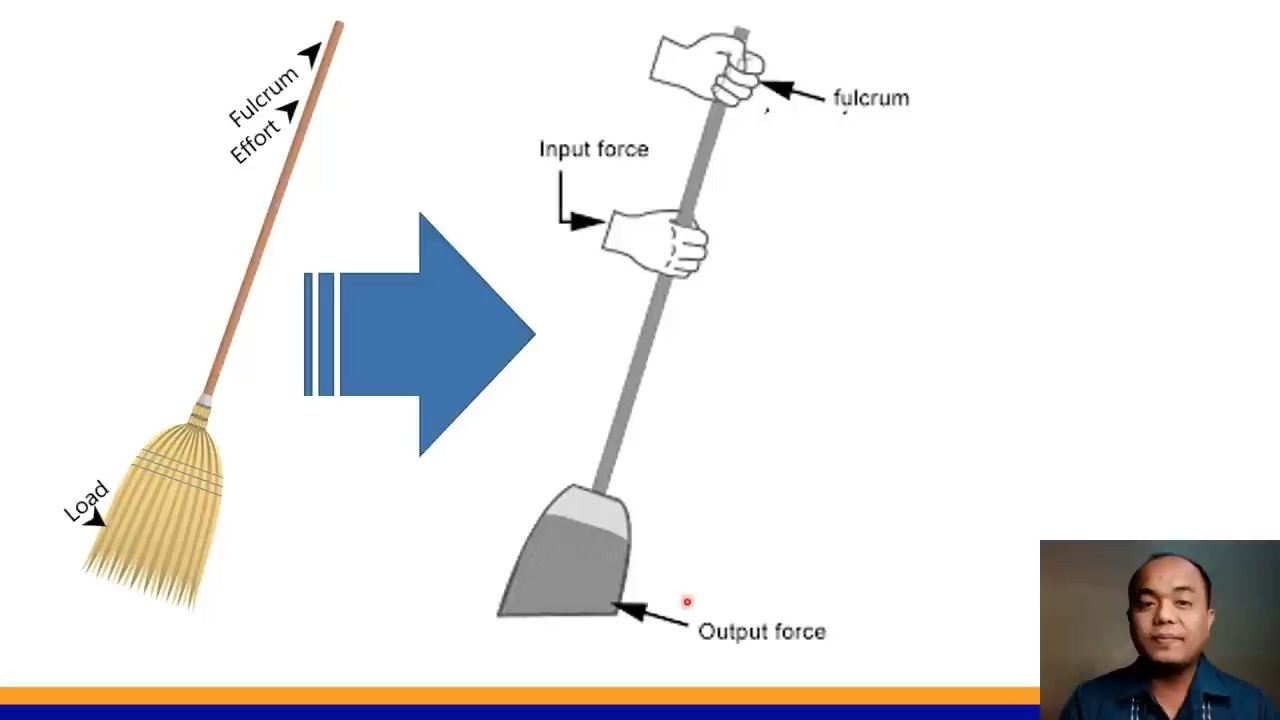 Fulcrum
Effort
Load
fulcrum
Input force
Output force